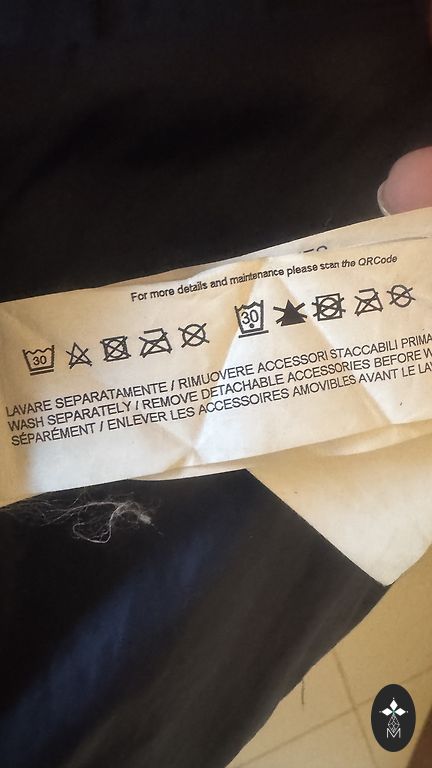 For more details and maintenance please scan the QRCode
30 30
LAVARE SEPARATAMENTE / RIMUOVERE ACCESSORI STACCABILI PRIMA
WASH SEPARATELY / REMOVE DETACHABLE ACCESSORIES BEFORE W
SÉPARÉMENT / ENLEVER LES ACCESSOIRES AMOVIBLES AVANT LE LA
M